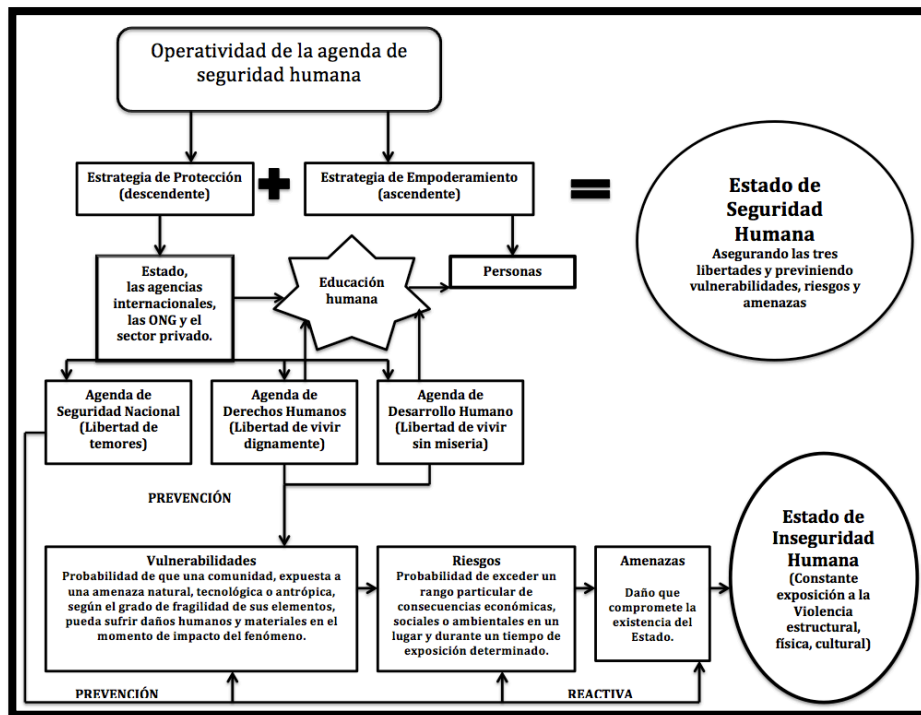 Operatividad de la agenda de
seguridad humana
Estrategia de Protección
(descendente)
Estrategia de Empoderamiento
(ascendente)
Estado de
Seguridad
Humana
Asegurando las tres
libertades y previniendo
vulnerabilidades, riesgos y
amenazas
Estado,
las agencias
internacionales,
las ONG y el
sector privado.
Educación
humana
Personas
Agenda de
Seguridad Nacional
(Libertad de
temores)
Agenda de
Derechos Humanos
(Libertad de vivir
dignamente)
Agenda de
Desarrollo Humano
(Libertad de vivir
sin miseria)
PREVENCIÓN
Vulnerabilidades
Probabilidad de que una comunidad, expuesta a
una amenaza natural, tecnológica o antrópica,
según el grado de fragilidad de sus elementos,
pueda sufrir daños humanos y materiales en el
momento de impacto del fenómeno.
Riesgos
Probabilidad de exceder un
rango particular de
consecuencias económicas,
sociales o ambientales en un
lugar y durante un tiempo de
exposición determinado.
Amenazas
Daño que
compromete la
existencia del
Estado.
Estado de
Inseguridad
Humana
(Constante
exposición a la
Violencia
estructural,
física, cultural)
PREVENCIÓN
REACTIVA